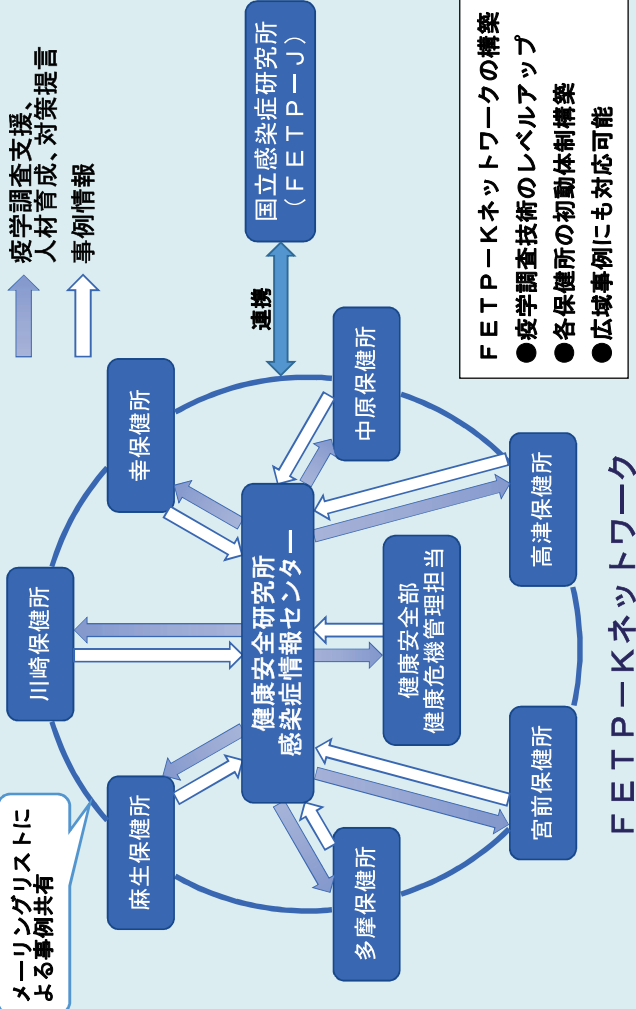 メーリングリストに
よる事例共有
疫学調査支援、
人材育成、対策提言
事例情報
川崎保健所
麻生保健所
幸保健所
健康安全研究所
感染症情報センター
連携
国立感染症研究所
（ＦＥＴＰ－Ｊ）
多摩保健所
健康安全部
健康危機管理担当
中原保健所
宮前保健所
高津保健所
ＦＥＴＰ－Ｋネットワークの構築
●疫学調査技術のレベルアップ
●各保健所の初動体制構築
●広域事例にも対応可能
ＦＥＴＰ－Ｋネットワーク